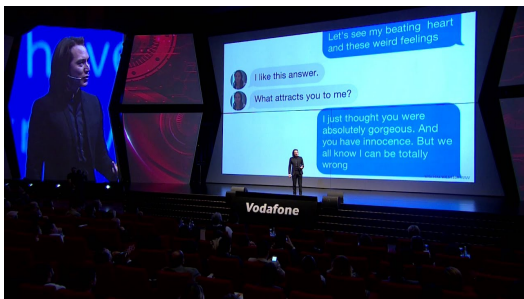 have
Let's see my beating heart
and these weird feelings
I like this answer.
What attracts you to me?
I just thought you were
absolutely gorgeous. And
you have innocence. But we
all know I can be totally
wrong
Vodafone